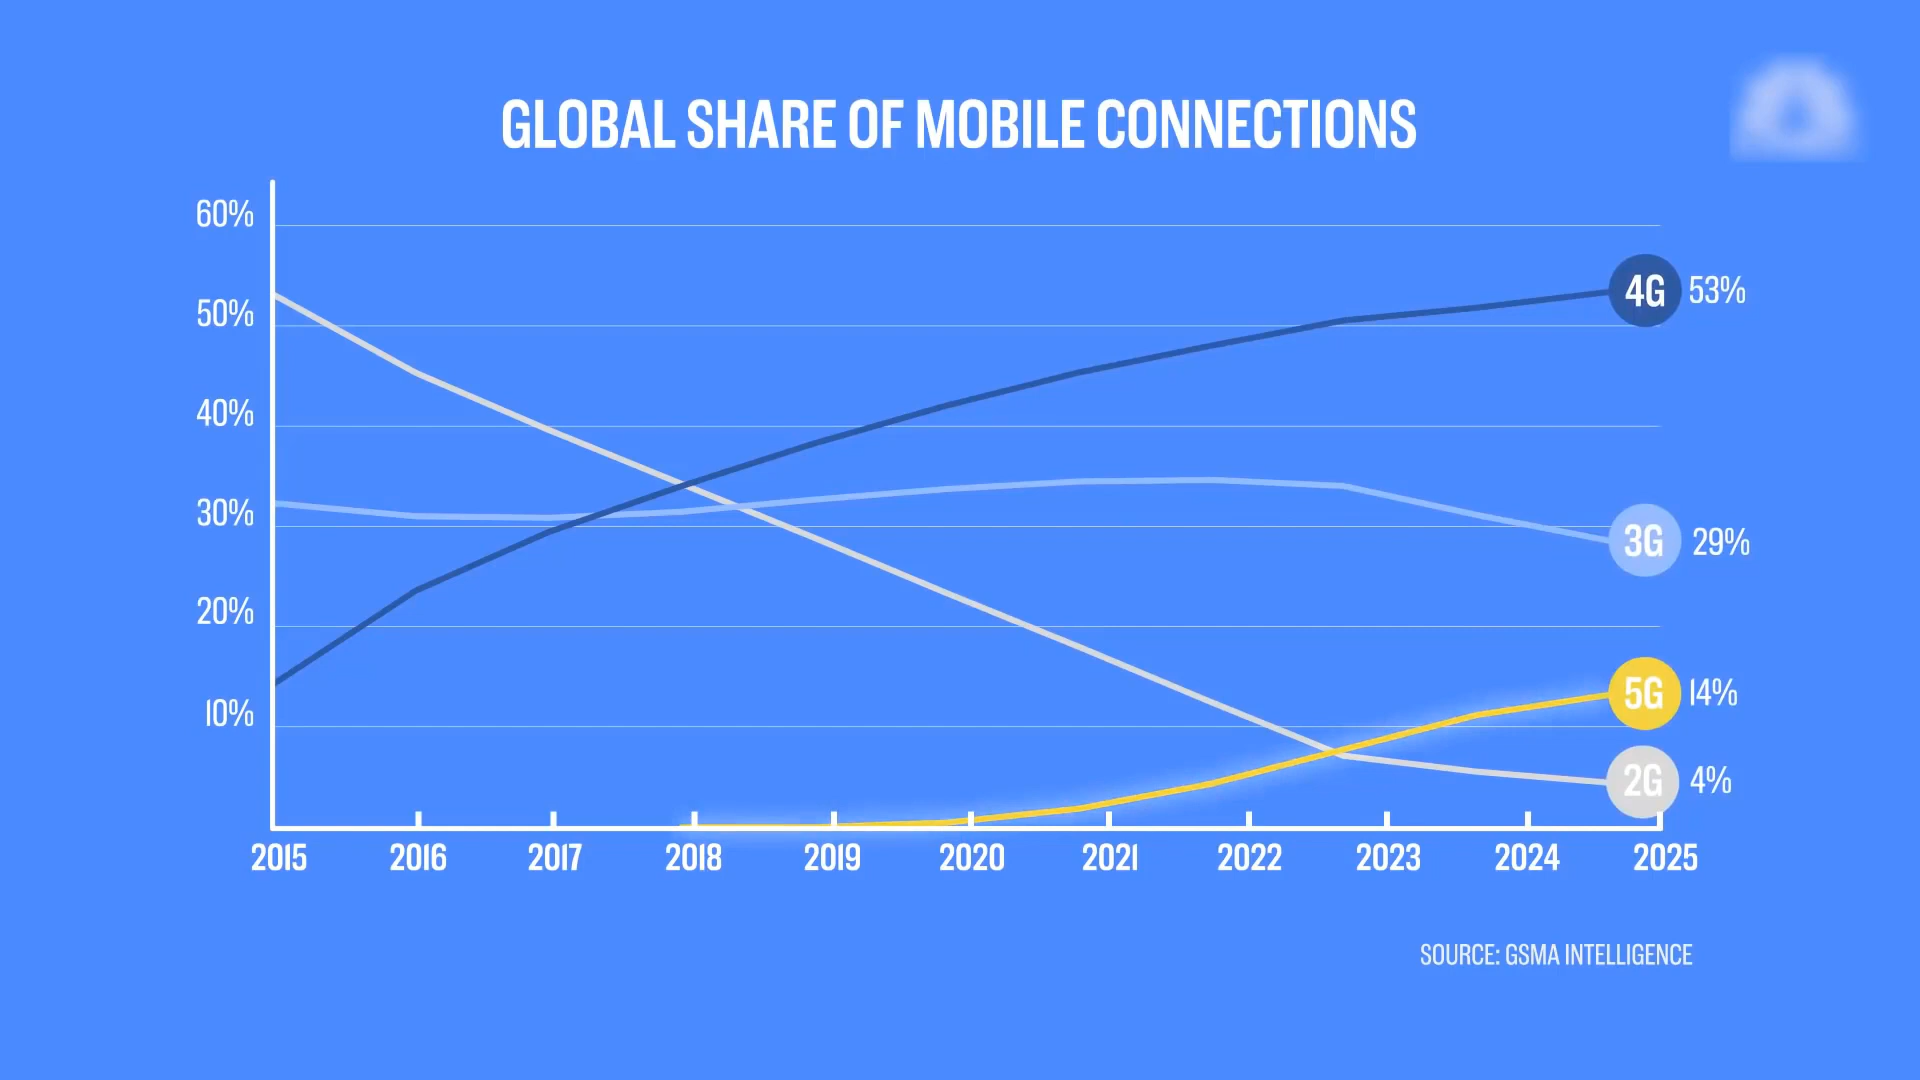 GLOBAL SHARE OF MOBILE CONNECTIONS
60%
50%
40%
30%
20%
10%
4G 53%
3G 29%
5G 14%
2G 4%
2015 2016 2017 2018 2019 2020 2021 2022 2023 2024 2025
SOURCE: GSMA INTELLIGENCE